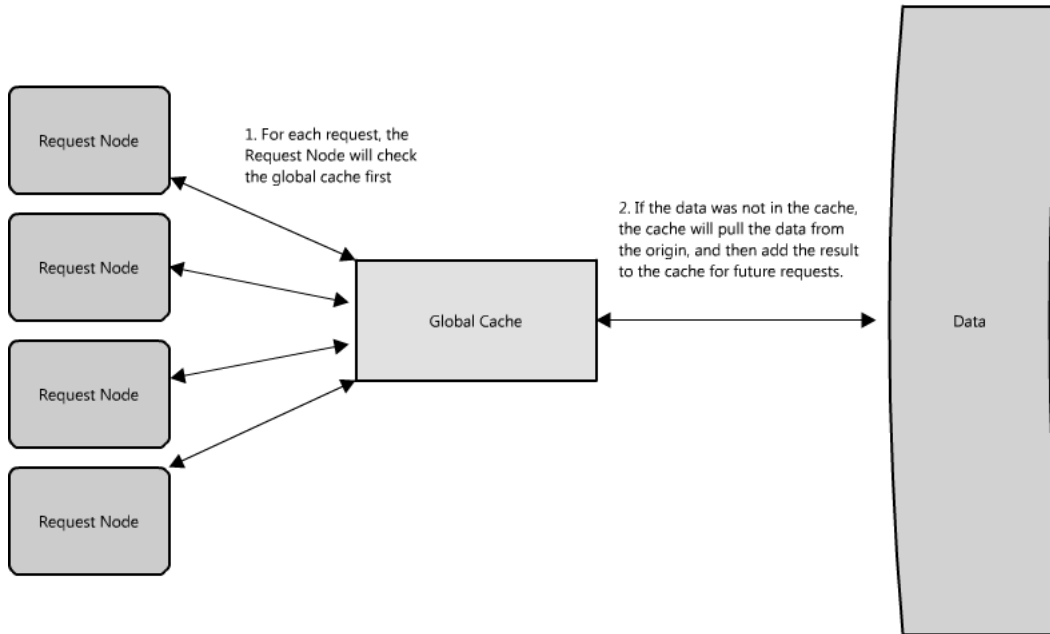 Request Node
1. For each request, the
Request Node will check
the global cache first
2. If the data was not in the cache,
the cache will pull the data from
the origin, and then add the result
to the cache for future requests.
Request Node
Global Cache
Data
Request Node
Request Node